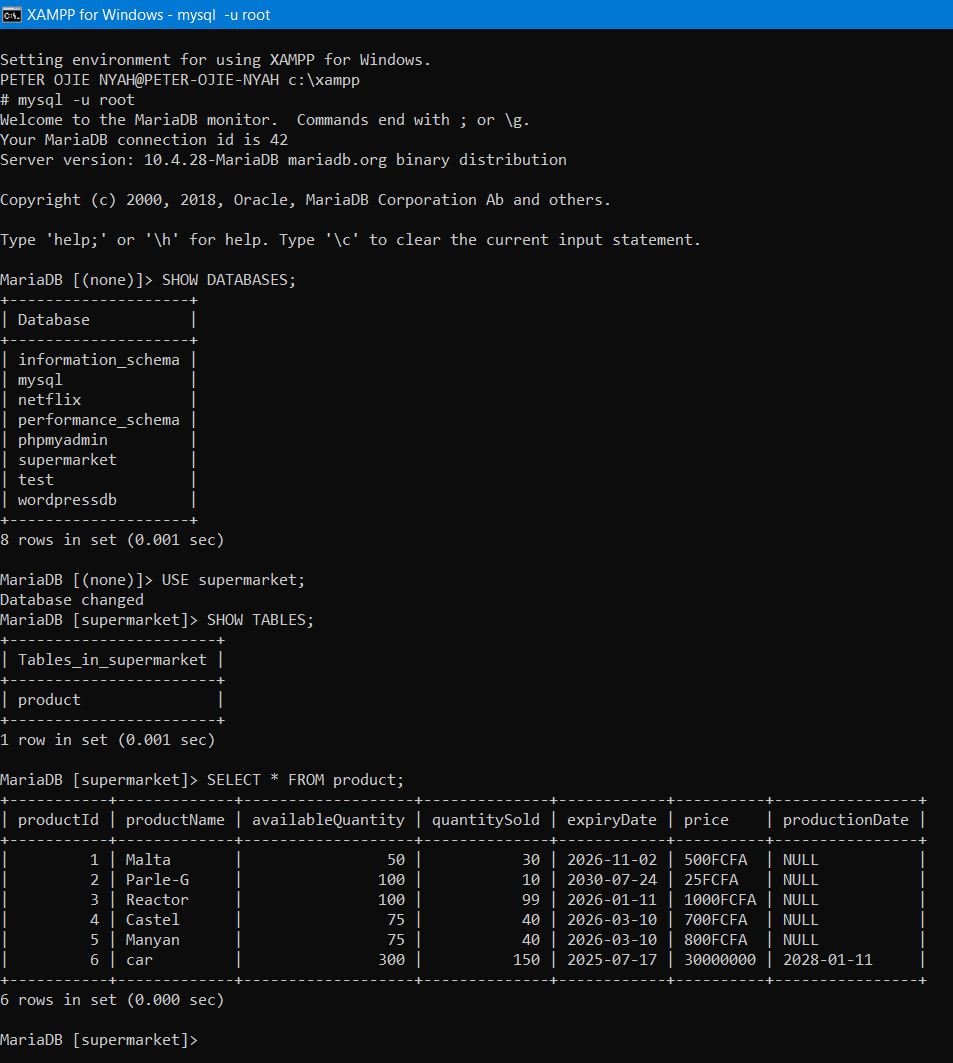 XAMPP for Windows - mysql  -u root
Setting environment for using XAMPP for Windows.
PETER OJIE NYAH@PETER-OJIE-NYAH c:\xampp
# mysql -u root
Welcome to the MariaDB monitor.  Commands end with ; or \g.
Your MariaDB connection id is 42
Server version: 10.4.28-MariaDB mariadb.org binary distribution

Copyright (c) 2000, 2018, Oracle, MariaDB Corporation Ab and others.

Type 'help;' or '\h' for help. Type '\c' to clear the current input statement.

MariaDB [(none)]> SHOW DATABASES;
+--------------------+
| Database           |
+--------------------+
| information_schema |
| mysql              |
| netflix            |
| performance_schema |
| phpmyadmin         |
| supermarket        |
| test               |
| wordpressdb        |
+--------------------+
8 rows in set (0.001 sec)

MariaDB [(none)]> USE supermarket;
Database changed
MariaDB [supermarket]> SHOW TABLES;
+-----------------------+
| Tables_in_supermarket |
+-----------------------+
| product               |
+-----------------------+
1 row in set (0.001 sec)

MariaDB [supermarket]> SELECT * FROM product;
+-----------+-------------+-------------------+--------------+------------+----------+----------------+
| productId | productName | availableQuantity | quantitySold | expiryDate | price    | productionDate |
+-----------+-------------+-------------------+--------------+------------+----------+----------------+
|         1 | Malta       |                50 |           30 | 2026-11-02 | 500FCFA  | NULL           |
|         2 | Parle-G     |               100 |           10 | 2030-07-24 | 25FCFA   | NULL           |
|         3 | Reactor     |               100 |           99 | 2026-01-11 | 1000FCFA | NULL           |
|         4 | Castel      |                75 |           40 | 2026-03-10 | 700FCFA  | NULL           |
|         5 | Manyan      |                75 |           40 | 2026-03-10 | 800FCFA  | NULL           |
|         6 | car         |               300 |          150 | 2025-07-17 | 30000000 | 2028-01-11     |
+-----------+-------------+-------------------+--------------+------------+----------+----------------+
6 rows in set (0.000 sec)

MariaDB [supermarket]>